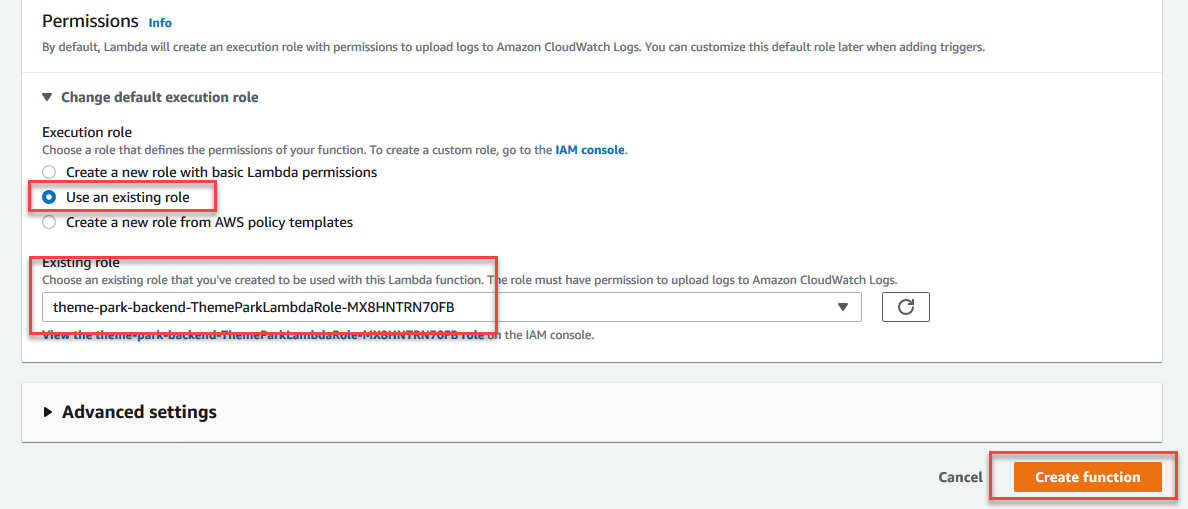 Permissions Info
By default, Lambda will create an execution role with permissions to upload logs to Amazon CloudWatch Logs. You can customize this default role later when adding triggers.
Change default execution role
Execution role
Choose a role that defines the permissions of your function. To create a custom role, go to the IAM console.
Create a new role with basic Lambda permissions
Use an existing role
Create a new role from AWS policy templates
Existing role
Choose an existing role that you've created to be used with this Lambda function. The role must have permission to upload logs to Amazon CloudWatch Logs.
theme-park-backend-ThemeParkLambdaRole-MX8HNTRN70FB
View the theme-park-backend-ThemeParkLambdaRole-MX8HNTRN70FB role on the IAM console.
Advanced settings
Cancel
Create function